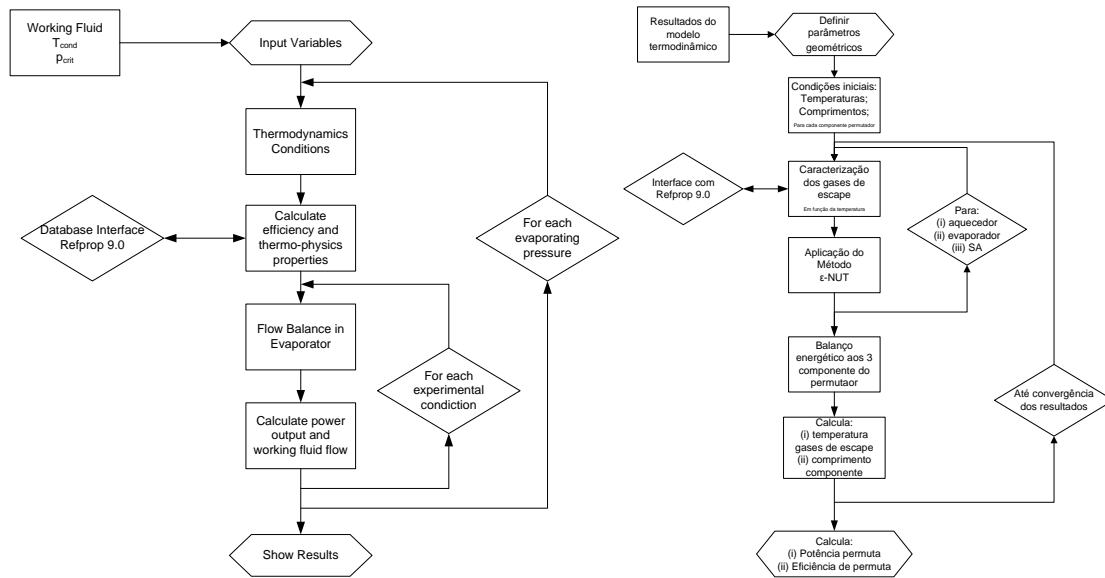 Working Fluid
Tcond
pcrit
Input Variables
Thermodynamics
Conditions
Database Interface
Refprop 9.0
Calculate
efficiency and
thermo-physics
properties
For each
evaporating
pressure
Flow Balance in
Evaporator
For each
experimental
condiction
Calculate power
output and
working fluid flow
Show Results
Resultados do
modelo
termodinâmico
Definir
parâmetros
geométricos
Condições iniciais:
Temperaturas;
Comprimentos;
Para cada componente permutador
Interface com
Refprop 9.0
Caracterização
dos gases de
escape
Em função da temperatura
Para:
(i) aquecedor
(ii) evaporador
(iii) SA
Aplicação do
Método
ε-NUT
Balanço
energético aos 3
componente do
permutaor
Até convergência
dos resultados
Calcula:
(i) temperatura
gases de escape
(ii) comprimento
componente
Calcula:
(i) Potência permuta
(ii) Eficiência de permuta